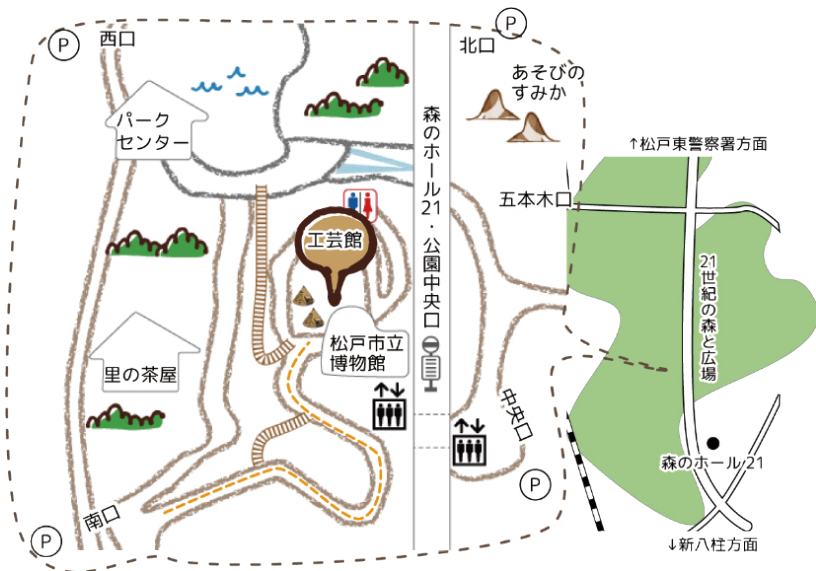 P
西口
P
北口
あそびの
すみか
パーク
センター
森のホール21・公園中央口
↑松戸東警察署方面
五本木口
工芸館
21世紀の森と広場
松戸市立
博物館
里の茶屋
中央口
森のホール21
P
南口
P
↓新八柱方面